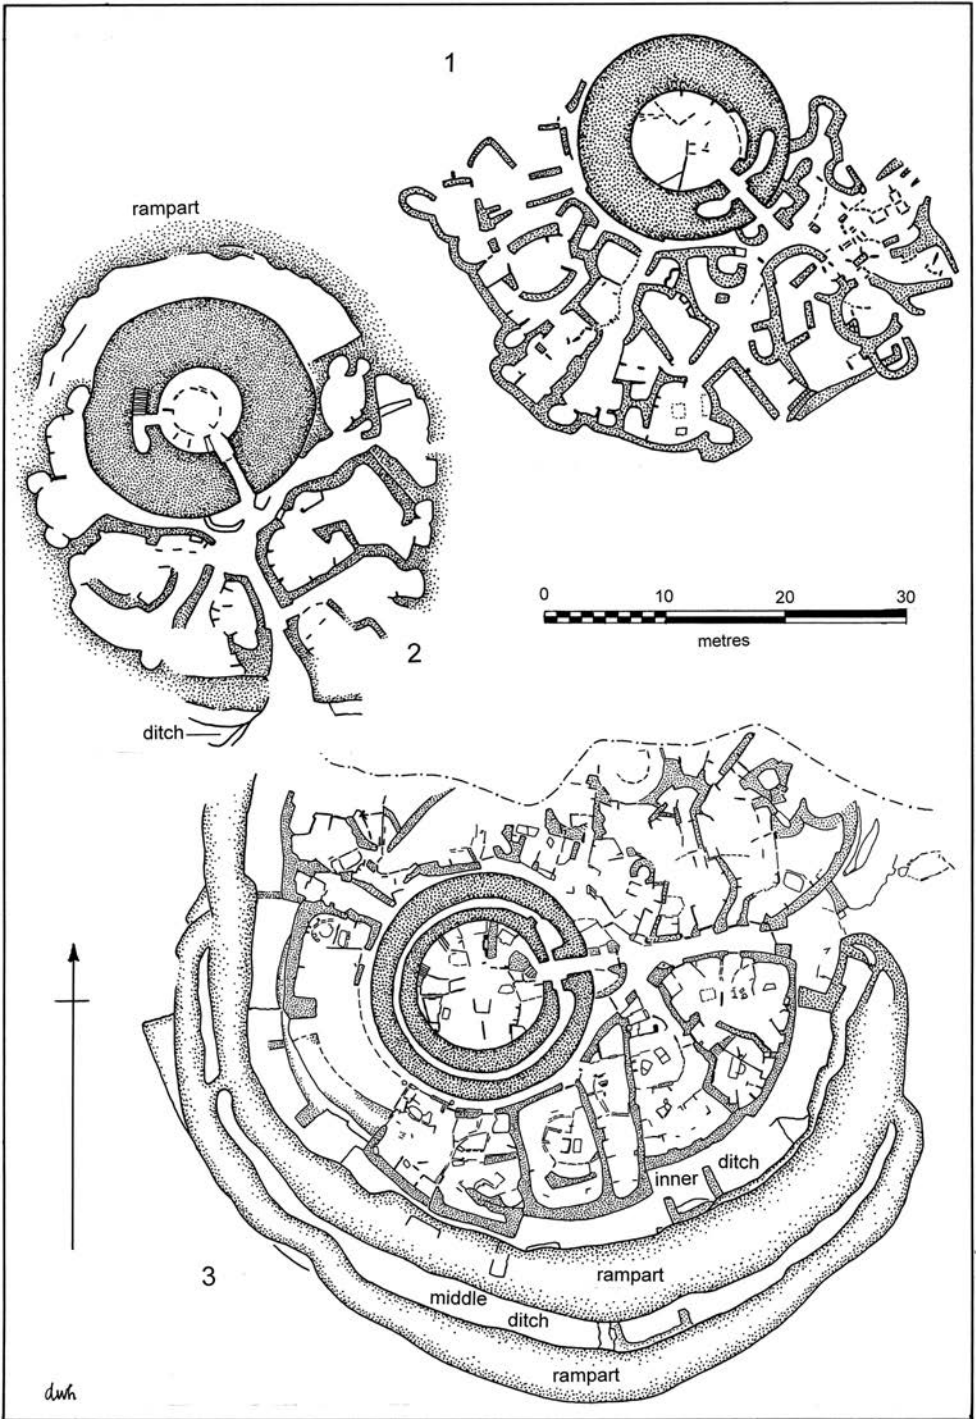 1
rampart
0 10 20 30
metres
2
ditch
ditch
inner
rampart
3
middle
ditch
rampart
dwh